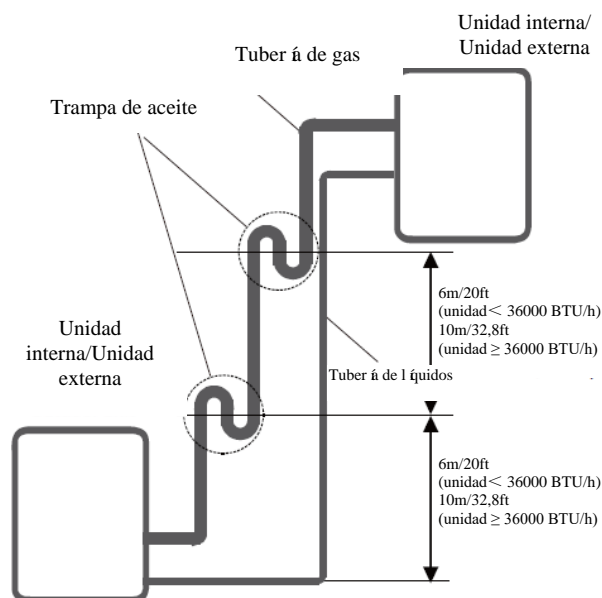 Unidad interna/
Unidad externa
Tuber ía de gas
Trampa de aceite
6m/20ft
(unidad＜ 36000 BTU/h)
10m/32,8ft
(unidad ≥ 36000 BTU/h)
Unidad
interna/Unidad
externa
Tuber ía de l íquidos
6m/20ft
(unidad＜ 36000 BTU/h)
10m/32,8ft
(unidad ≥ 36000 BTU/h)